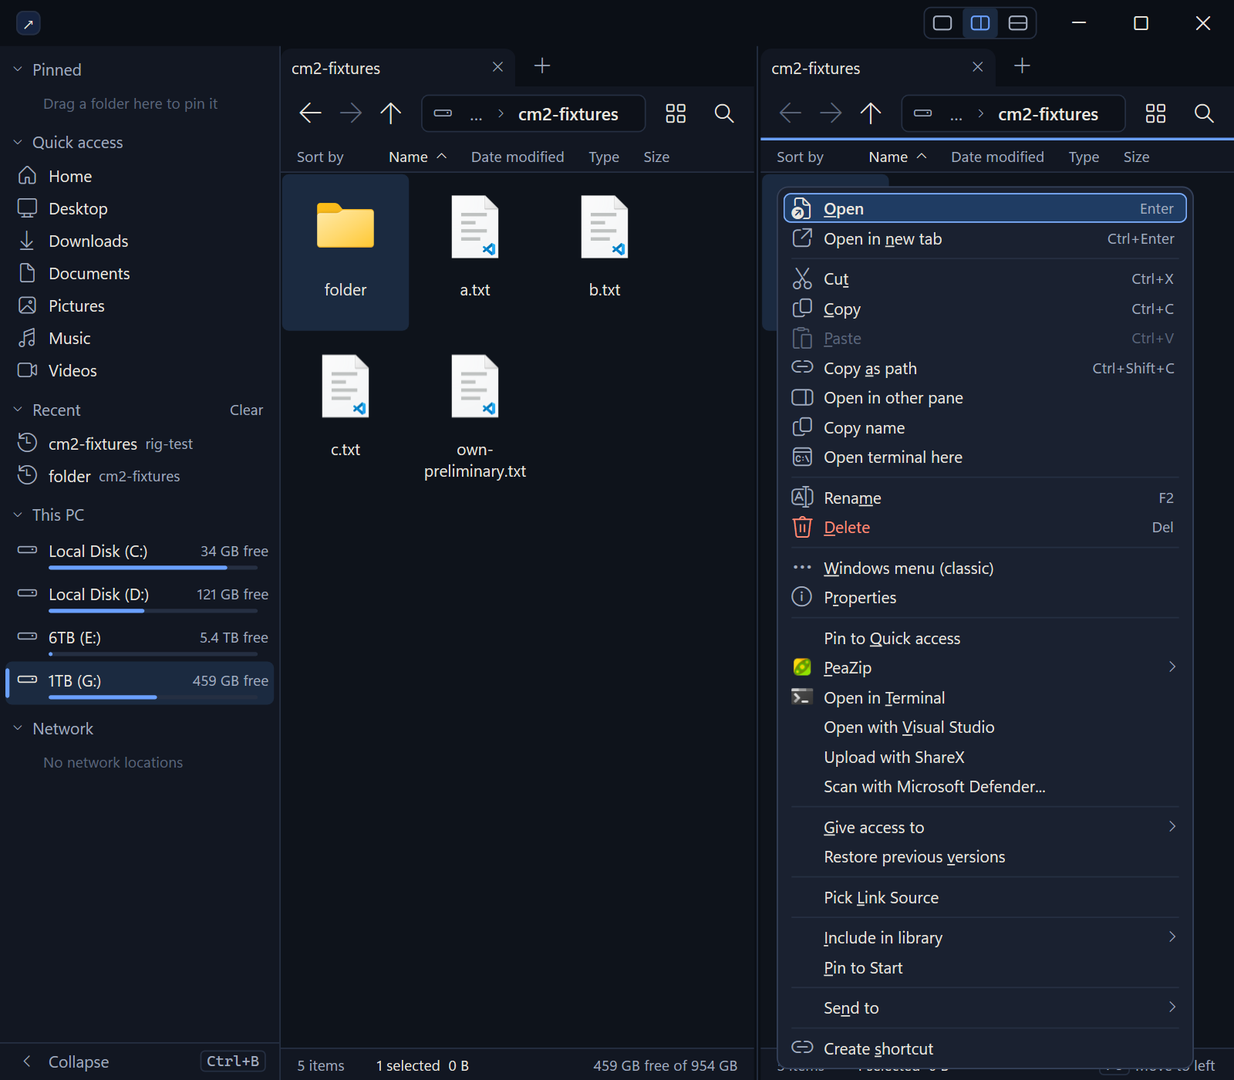 Pinned
Drag a folder here to pin it
Quick access
Home
Desktop
Downloads
Documents
Pictures
Music
Videos
Recent Clear
cm2-fixtures rig-test
folder cm2-fixtures
This PC
Local Disk (C:) 34 GB free
Local Disk (D:) 121 GB free
6TB (E:) 5.4 TB free
1TB (G:) 459 GB free
Network
No network locations
Collapse Ctrl+B
cm2-fixtures
... cm2-fixtures
Sort by Name Date modified Type Size
folder a.txt b.txt
c.txt own-
preliminary.txt
5 items 1 selected 0 B 459 GB free of 954 GB
cm2-fixtures
... cm2-fixtures
Sort by Name Date modified Type Size
Open Enter
Open in new tab Ctrl+Enter
Cut Ctrl+X
Copy Ctrl+C
Paste Ctrl+V
Copy as path Ctrl+Shift+C
Open in other pane
Copy name
C:\
Open terminal here
Rename F2
Delete Del
Windows menu (classic)
Properties
Pin to Quick access
PeaZip
Open in Terminal
Open with Visual Studio
Upload with ShareX
Scan with Microsoft Defender...
Give access to
Restore previous versions
Pick Link Source
Include in library
Pin to Start
Send to
Create shortcut
5 items 1 selected 0 B move to left